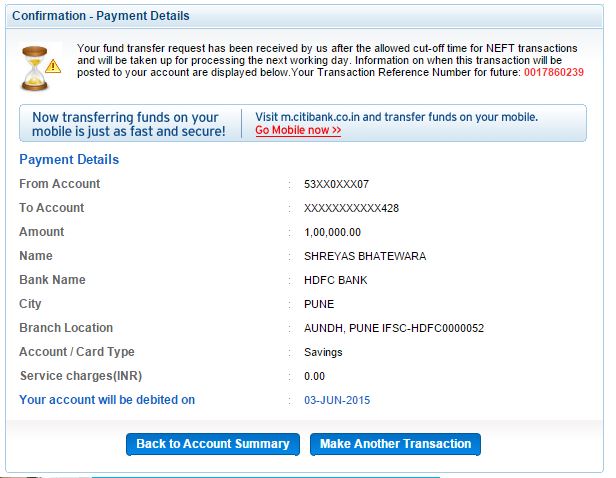 Confirmation - Payment Details
Your fund transfer request has been received by us after the allowed cut-off time for NEFT transactions
and will be taken up for processing the next working day. Information on when this transaction will be
posted to your account are displayed below.Your Transaction Reference Number for future: 0017860239
Now transferring funds on your
mobile is just as fast and secure!
Visit m.citibank.co.in and transfer funds on your mobile.
Go Mobile now >>
Payment Details
From Account : 53XX0XXX07
To Account : XXXXXXXXXXX428
Amount : 1,00,000.00
Name : SHREYAS BHATEWARA
Bank Name : HDFC BANK
City : PUNE
Branch Location : AUNDH, PUNE IFSC-HDFC0000052
Account / Card Type : Savings
Service charges(INR) : 0.00
Your account will be debited on : 03-JUN-2015
Back to Account Summary
Make Another Transaction